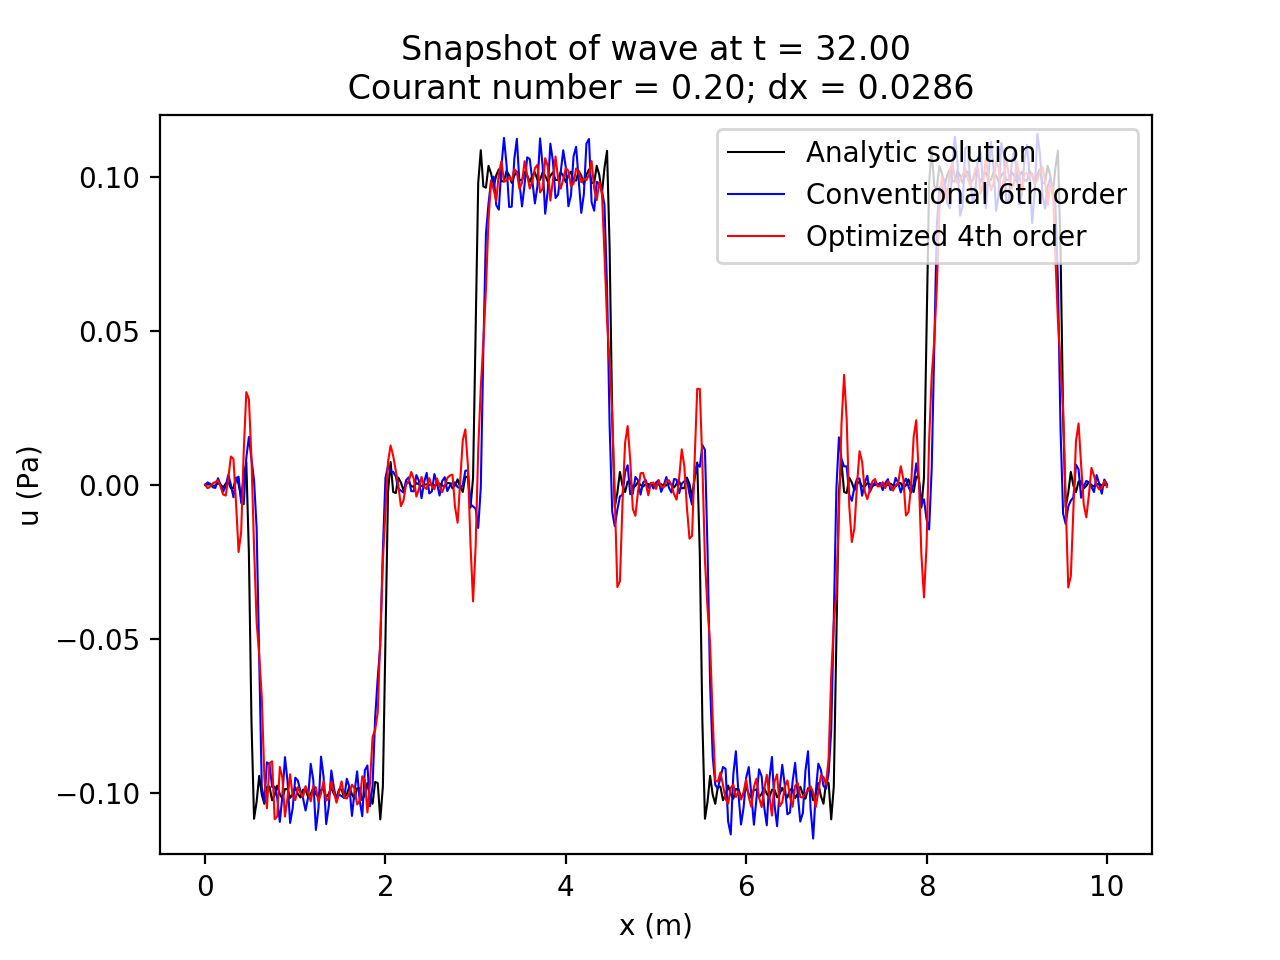 Snapshot of wave at t = 32.00
Courant number = 0.20; dx = 0.0286
Analytic solution
Conventional 6th order
Optimized 4th order
0.10
0.05
0.00
−0.05
−0.10
u (Pa)
0 2 4 6 8 10
x (m)